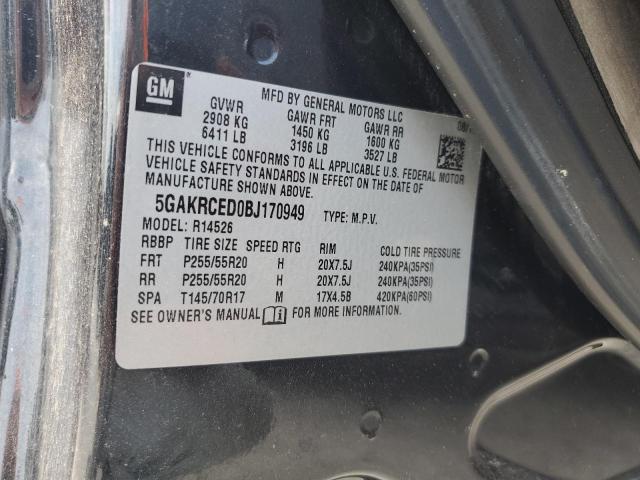 GM
MFD BY GENERAL MOTORS LLC
GVWR GAWR FRT GAWR RR
2908 KG 1450 KG 1600 KG
6411 LB 3196 LB 3527 LB
THIS VEHICLE CONFORMS TO ALL APPLICABLE U.S. FEDERAL MOTOR
VEHICLE SAFETY STANDARDS IN EFFECT ON THE DATE OF
MANUFACTURE SHOWN ABOVE.
5GAKRCED0BJ170949 TYPE: M.P.V.
MODEL: R14526
RBBP TIRE SIZE SPEED RTG RIM COLD TIRE PRESSURE
FRT P255/55R20 H 20X7.5J 240KPA(35PSI)
RR P255/55R20 H 20X7.5J 240KPA(35PSI)
SPA T145/70R17 M 17X4.5B 420KPA(60PSI)
SEE OWNER'S MANUAL FOR MORE INFORMATION.